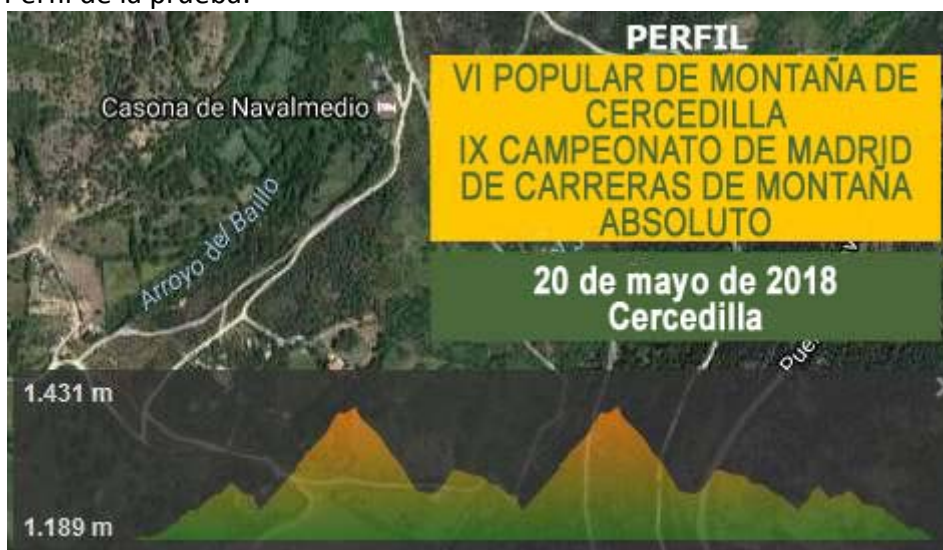 Perfil de la prueba:
PERFIL
VI POPULAR DE MONTAÑA DE
CERCEDILLA
IX CAMPEONATO DE MADRID
DE CARRERAS DE MONTAÑA
ABSOLUTO
20 de mayo de 2018
Cercedilla
Casona de Navalmedio
Arroyo del Baillo
1.431 m
1.189 m